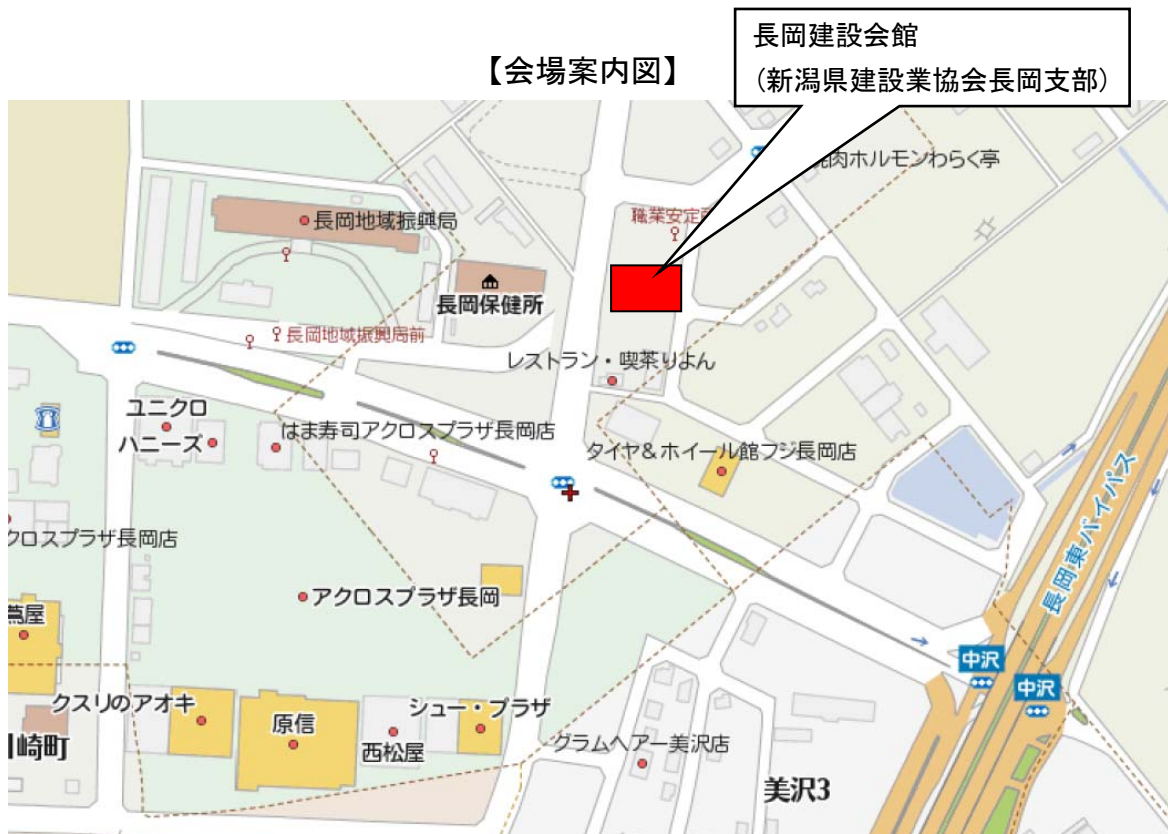 【会場案内図】
長岡建設会館
(新潟県建設業協会長岡支部)
肉ホルモンわらく亭
長岡地域振興局
職業安定
長岡保健所
長岡地域振興局前
レストラン・喫茶りよん
ユニクロ
ハニーズ
はま寿司アクロスプラザ長岡店
タイヤ&ホイール館フジ長岡店
長岡東バイパス
クロスプラザ長岡店
アクロスプラザ長岡
蔦屋
中沢
中沢
クスリのアオキ
原信
西松屋
シュー・プラザ
グラムヘアー美沢店
川崎町
美沢3